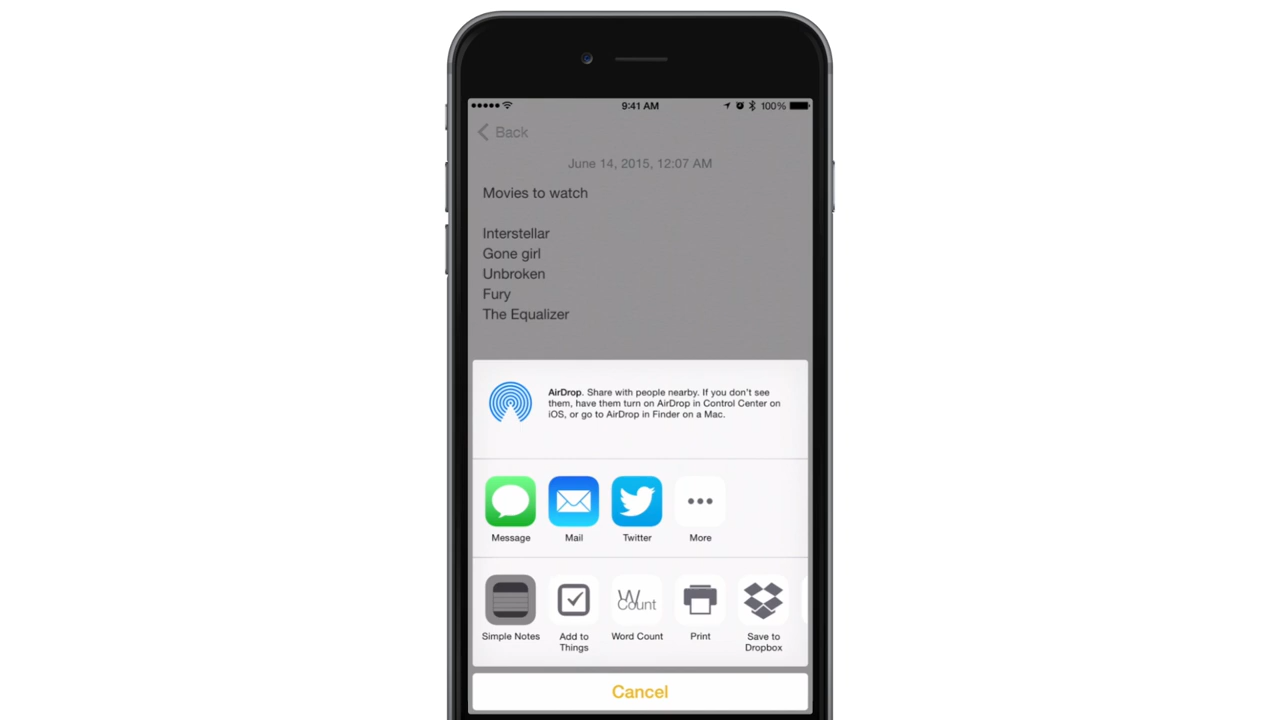 9:41 AM
100%
Back
June 14, 2015, 12:07 AM
Movies to watch
Interstellar
Gone girl
Unbroken
Fury
The Equalizer
AirDrop. Share with people nearby. If you don't see
them, have them turn on AirDrop in Control Center on
iOS, or go to AirDrop in Finder on a Mac.
Message
Mail
Twitter
More
W
Count
Simple Notes
Add to
Things
Word Count
Print
Save to
Dropbox
Cancel